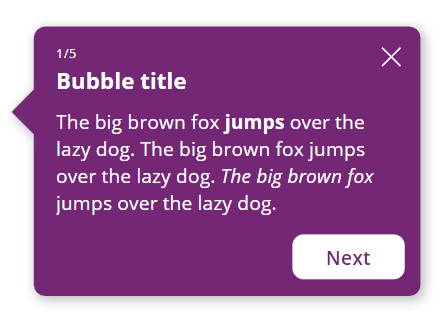 1/5
Bubble title
The big brown fox jumps over the
lazy dog. The big brown fox jumps
over the lazy dog. The big brown fox
jumps over the lazy dog.
Next